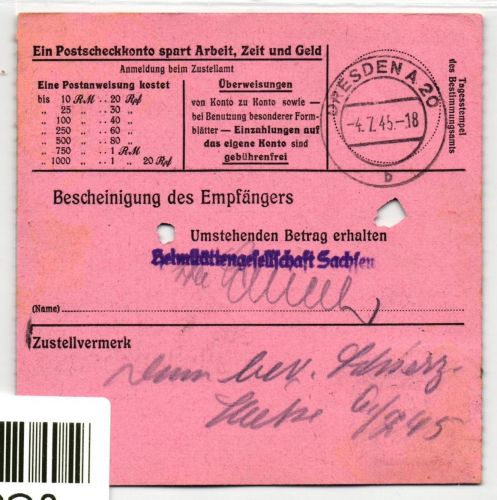 Ein Postscheckkonto spart Arbeit, Zeit und Geld
Anmeldung beim Zustellamt
Eine Postanweisung kostet
bis 10 RM . . 20 Rpf
„ 25 „ . . 30 „
„ 100 „ . . 40 „
„ 250 „ . . 60 „
„ 500 „ . . 80 „
„ 750 „ . . 1 RM
„ 1000 „ . . 1 „ 20 Rpf
Überweisungen
von Konto zu Konto sowie —
bei Benutzung besonderer Form-
blätter — Einzahlungen auf
das eigene Konto sind
gebührenfrei
DRESDEN A. 20
-4.7.45.-18
b
Tagesstempel
des Bestimmungsamts
Bescheinigung des Empfängers
Umstehenden Betrag erhalten
Heimstättengesellschaft Sachsen
(Name)
Zustellvermerk